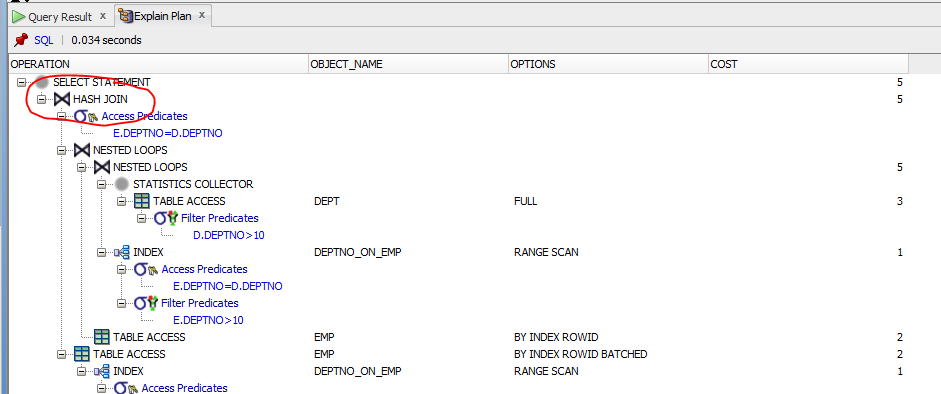 Query Result x Explain Plan x
SQL | 0.034 seconds
OPERATION OBJECT_NAME OPTIONS COST
SELECT STATEMENT 5
HASH JOIN 5
Access Predicates
E.DEPTNO=D.DEPTNO
NESTED LOOPS
NESTED LOOPS 5
STATISTICS COLLECTOR
TABLE ACCESS DEPT FULL 3
Filter Predicates
D.DEPTNO>10
INDEX DEPTNO_ON_EMP RANGE SCAN 1
Access Predicates
E.DEPTNO=D.DEPTNO
Filter Predicates
E.DEPTNO>10
TABLE ACCESS EMP BY INDEX ROWID 2
TABLE ACCESS EMP BY INDEX ROWID BATCHED 2
INDEX DEPTNO_ON_EMP RANGE SCAN 1
Access Predicates